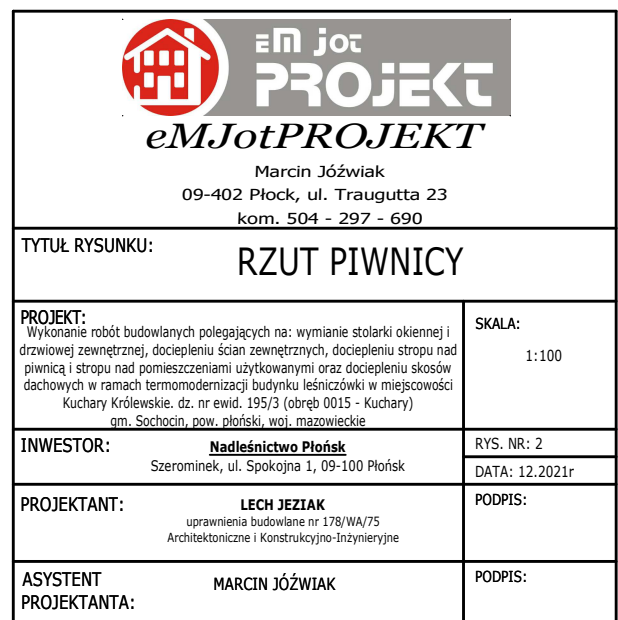 eM jot
PROJEKT
eMJotPROJEKT
Marcin Jóźwiak
09-402 Płock, ul. Traugutta 23
kom. 504 - 297 - 690
TYTUŁ RYSUNKU:
RZUT PIWNICY
PROJEKT:
Wykonanie robót budowlanych polegających na: wymianie stolarki okiennej i
drzwiowej zewnętrznej, dociepleniu ścian zewnętrznych, dociepleniu stropu nad
piwnicą i stropu nad pomieszczeniami użytkowanymi oraz dociepleniu skosów
dachowych w ramach termomodernizacji budynku leśniczówki w miejscowości
Kuchary Królewskie. dz. nr ewid. 195/3 (obręb 0015 - Kuchary)
gm. Sochocin, pow. płoński, woj. mazowieckie
SKALA:
1:100
INWESTOR:
Nadleśnictwo Płońsk
Szerominek, ul. Spokojna 1, 09-100 Płońsk
RYS. NR: 2
DATA: 12.2021r
PROJEKTANT:
LECH JEZIAK
uprawnienia budowlane nr 178/WA/75
Architektoniczne i Konstrukcyjno-Inżynieryjne
PODPIS:
ASYSTENT
PROJEKTANTA:
MARCIN JÓŹWIAK
PODPIS: